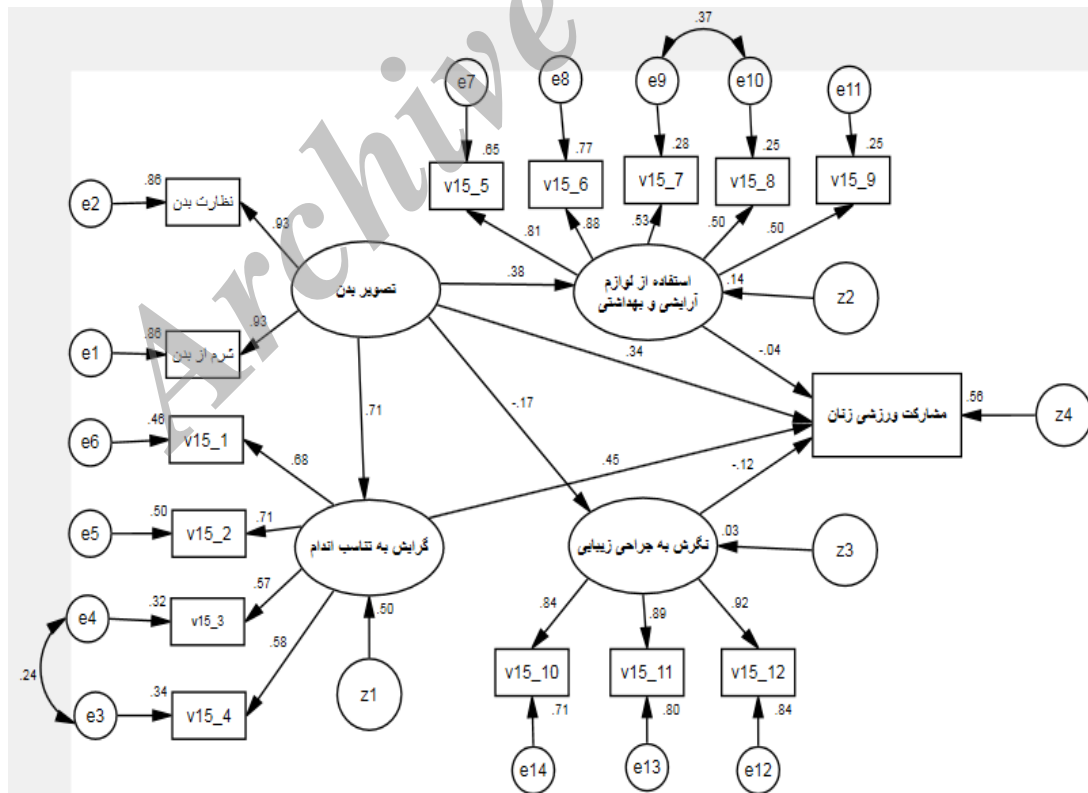 Archive
.37
e7
e8
e9
e10
e11
.65
.77
.28
.25
.25
v15_5
v15_6
v15_7
v15_8
v15_9
e2
.86
نظارت بدن
.93
.81
.88
.53
.50
.50
تصویر بدن
.38
استفاده از لوازم
آرایشی و بهداشتی
.14
z2
e1
.86
شرم از بدن
.93
.34
-.04
مشارکت ورزشی زنان
.56
z4
e6
.46
v15_1
.71
-.17
.68
.45
-.12
e5
.50
v15_2
.71
گرایش به تناسب اندام
نگرش به جراحی زیبایی
.03
z3
e4
.32
v15_3
.57
.50
.58
.24
e3
.34
v15_4
z1
.84
.89
.92
v15_10
v15_11
v15_12
.71
.80
.84
e14
e13
e12